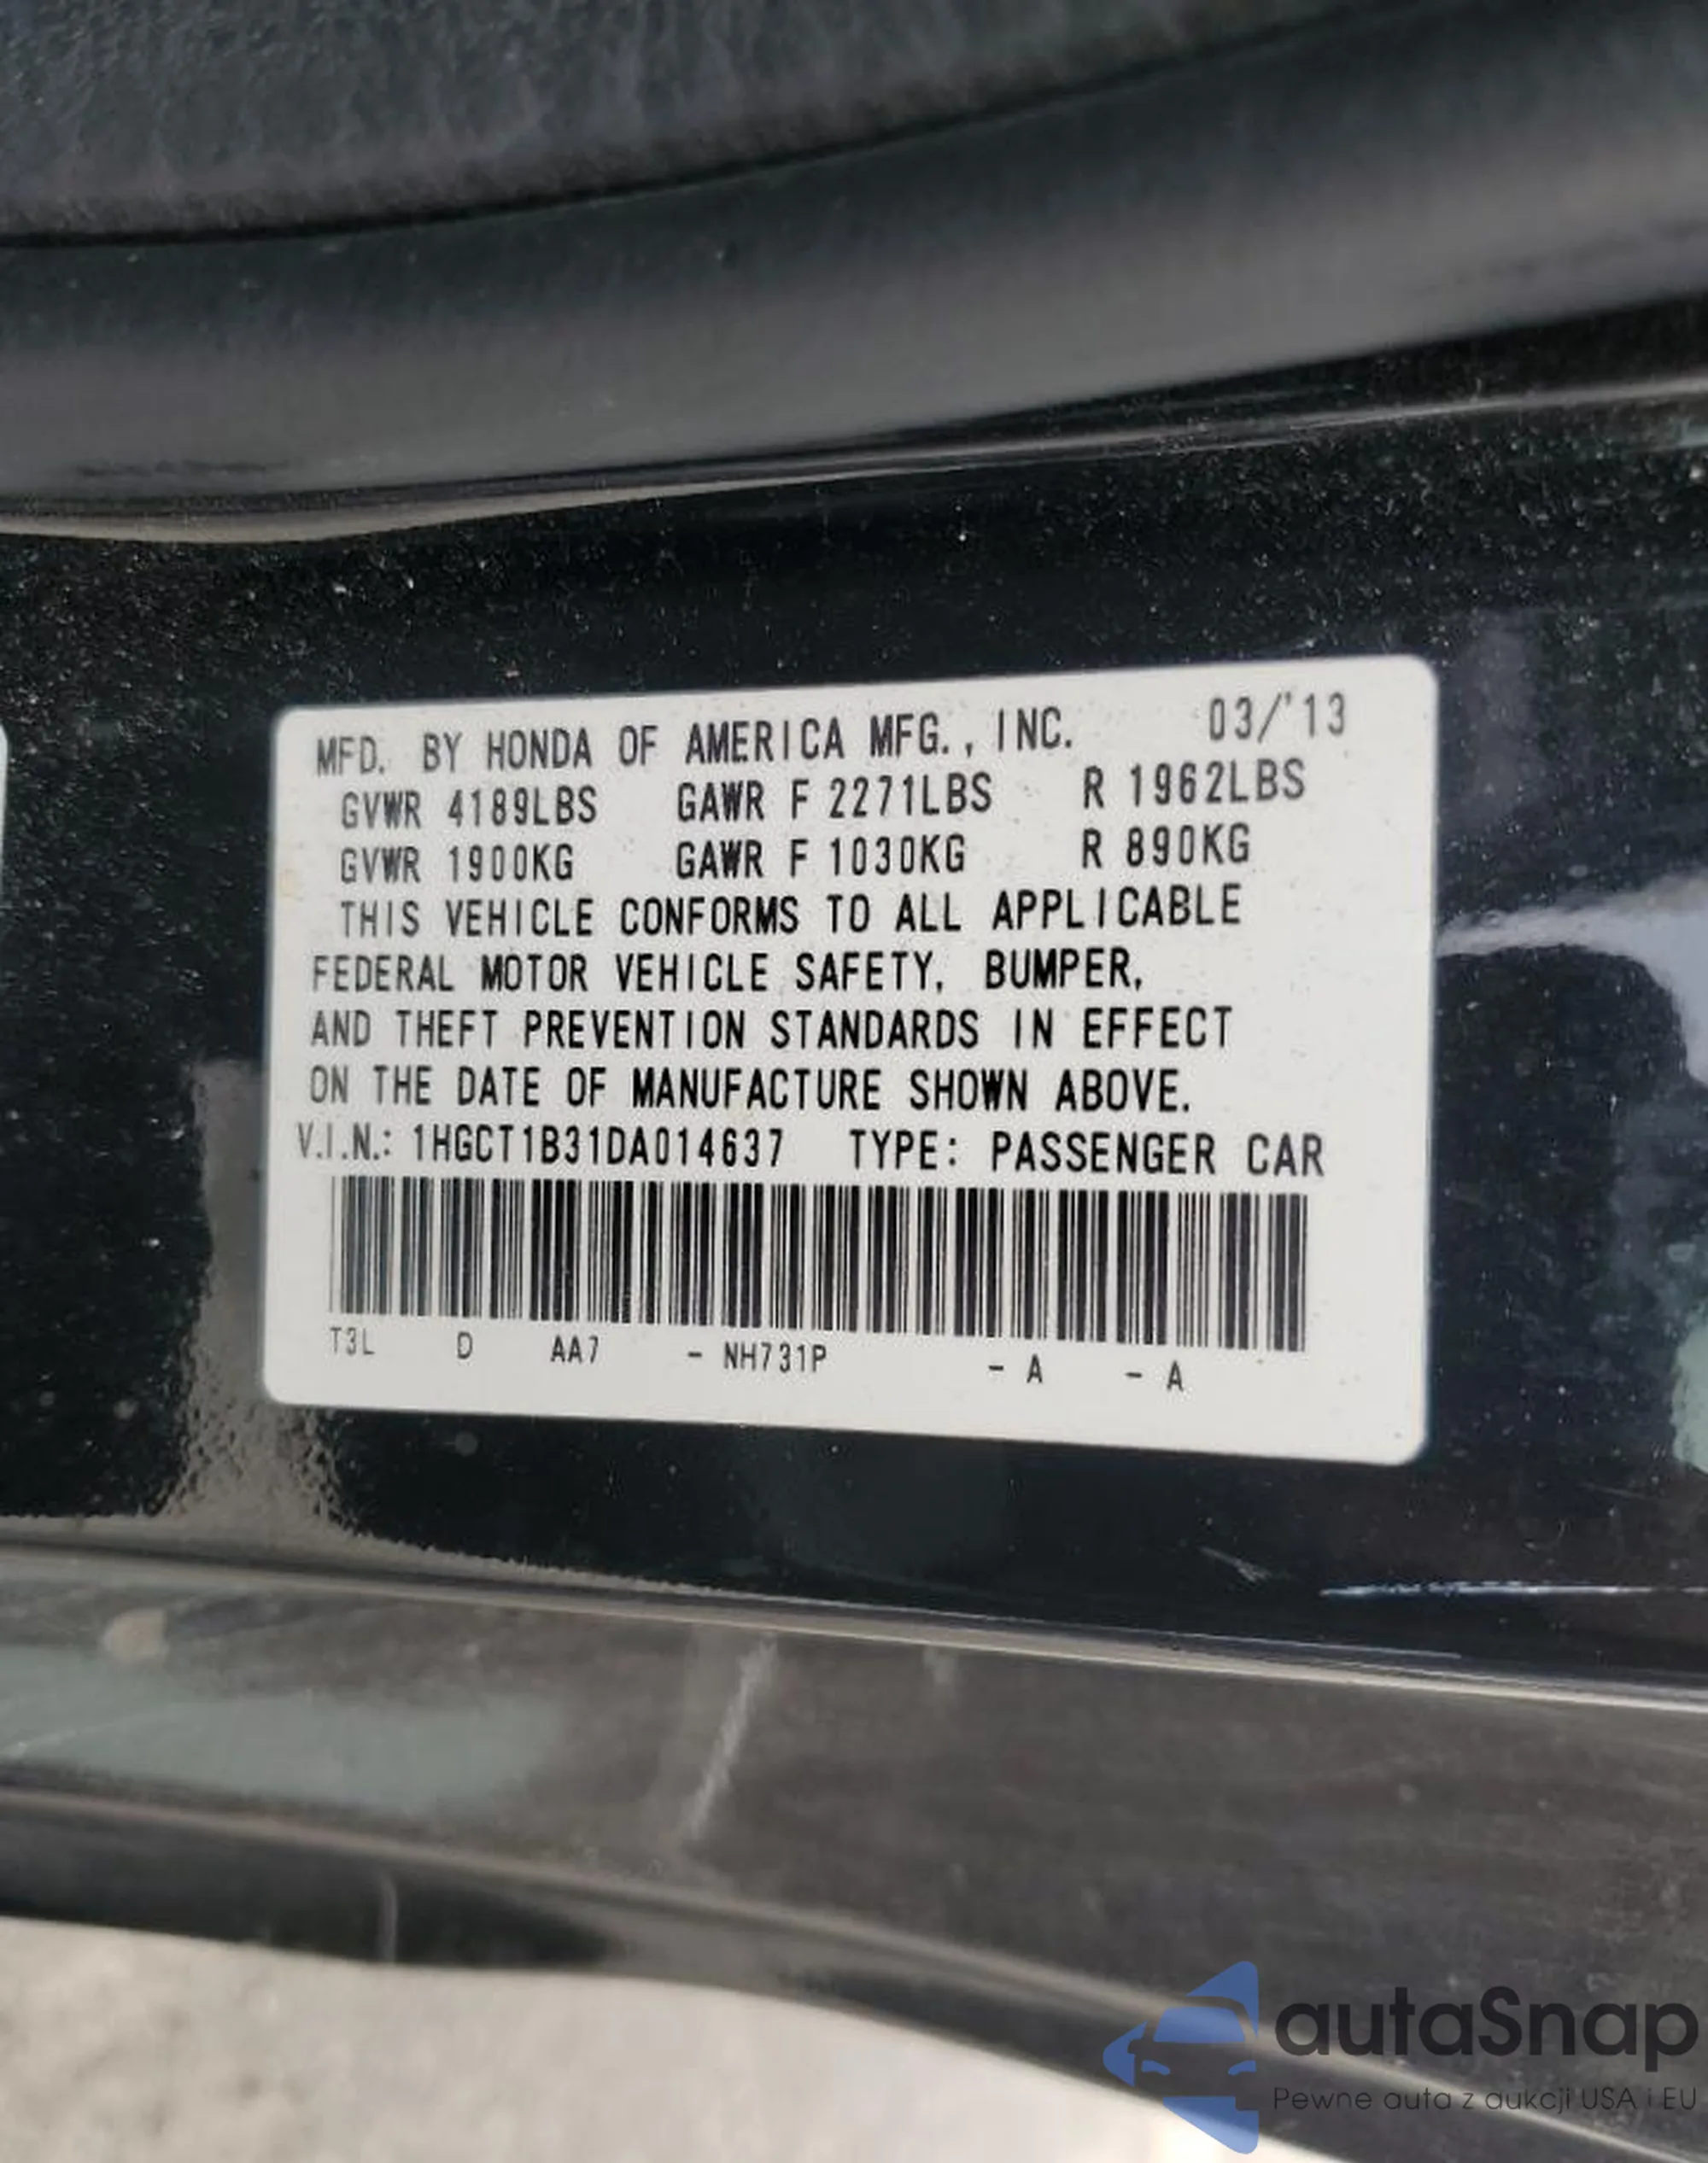 MFD. BY HONDA OF AMERICA MFG., INC. 03/'13
GVWR 4189LBS GAWR F 2271LBS R 1962LBS
GVWR 1900KG GAWR F 1030KG R 890KG
THIS VEHICLE CONFORMS TO ALL APPLICABLE
FEDERAL MOTOR VEHICLE SAFETY, BUMPER,
AND THEFT PREVENTION STANDARDS IN EFFECT
ON THE DATE OF MANUFACTURE SHOWN ABOVE.
V.I.N.: 1HGCT1B31DA014637 TYPE: PASSENGER CAR
T3L D AA7 - NH731P - A - A
autaSnap
Pewne auta z aukcji USA i EU